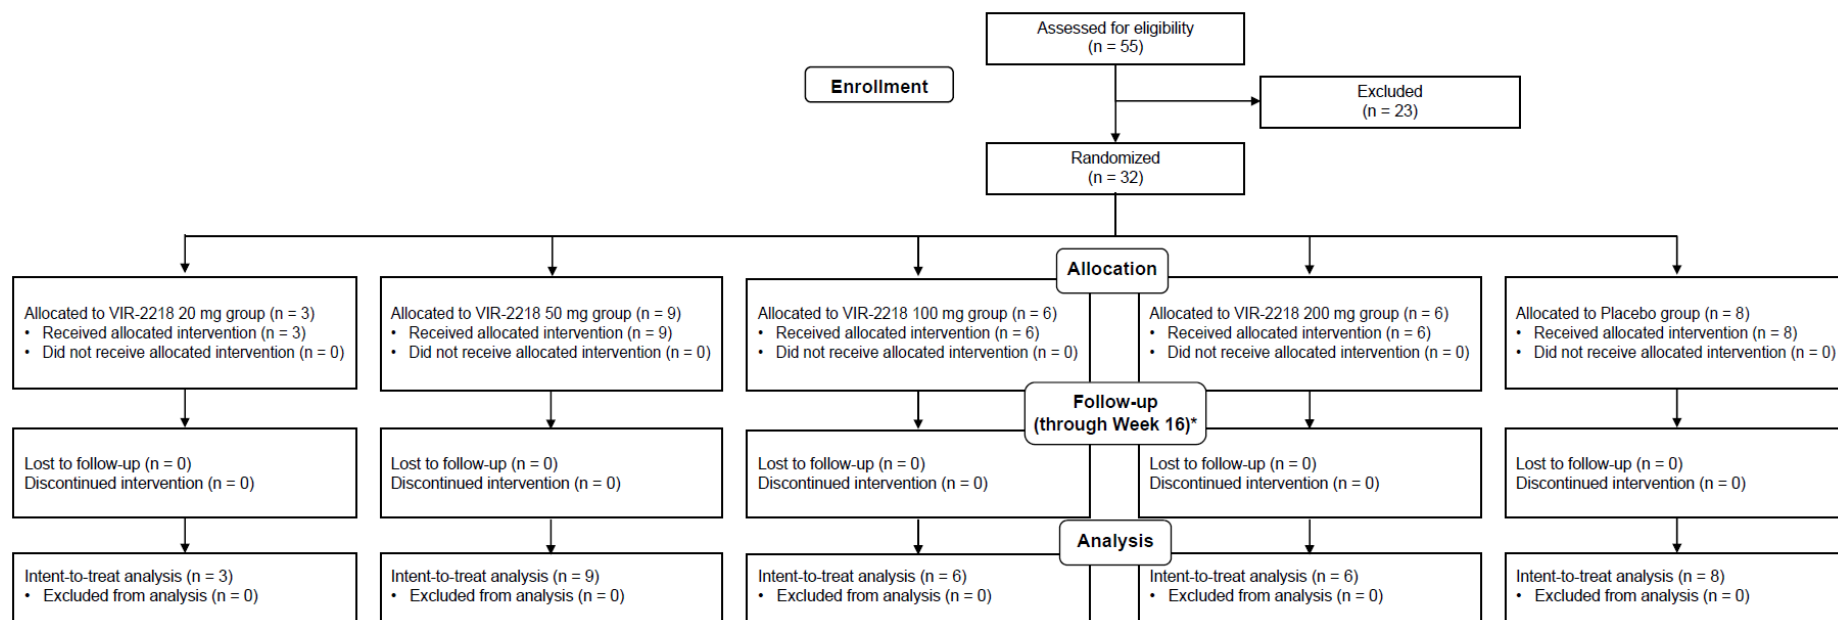 Assessed for eligibility
(n = 55)
Enrollment
Excluded
(n = 23)
Randomized
(n = 32)
Allocation
Allocated to VIR-2218 20 mg group (n = 3)
• Received allocated intervention (n = 3)
• Did not receive allocated intervention (n = 0)
Allocated to VIR-2218 50 mg group (n = 9)
• Received allocated intervention (n = 9)
• Did not receive allocated intervention (n = 0)
Allocated to VIR-2218 100 mg group (n = 6)
• Received allocated intervention (n = 6)
• Did not receive allocated intervention (n = 0)
Allocated to VIR-2218 200 mg group (n = 6)
• Received allocated intervention (n = 6)
• Did not receive allocated intervention (n = 0)
Allocated to Placebo group (n = 8)
• Received allocated intervention (n = 8)
• Did not receive allocated intervention (n = 0)
Follow-up
(through Week 16)*
Lost to follow-up (n = 0)
Discontinued intervention (n = 0)
Lost to follow-up (n = 0)
Discontinued intervention (n = 0)
Lost to follow-up (n = 0)
Discontinued intervention (n = 0)
Lost to follow-up (n = 0)
Discontinued intervention (n = 0)
Lost to follow-up (n = 0)
Discontinued intervention (n = 0)
Analysis
Intent-to-treat analysis (n = 3)
• Excluded from analysis (n = 0)
Intent-to-treat analysis (n = 9)
• Excluded from analysis (n = 0)
Intent-to-treat analysis (n = 6)
• Excluded from analysis (n = 0)
Intent-to-treat analysis (n = 6)
• Excluded from analysis (n = 0)
Intent-to-treat analysis (n = 8)
• Excluded from analysis (n = 0)